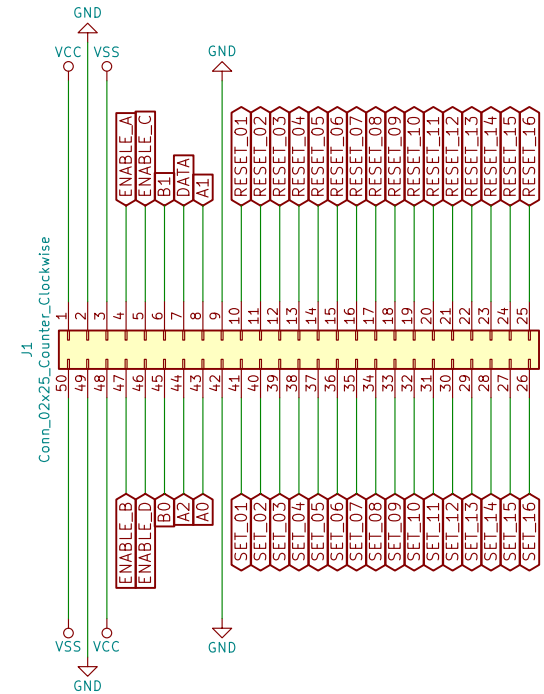 GND
VCC
VSS
GND
ENABLE_A
ENABLE_C
B1
DATA
A1
RESET_01
RESET_02
RESET_03
RESET_04
RESET_05
RESET_06
RESET_07
RESET_08
RESET_09
RESET_10
RESET_11
RESET_12
RESET_13
RESET_14
RESET_15
RESET_16
1
2
3
4
5
6
7
8
9
10
11
12
13
14
15
16
17
18
19
20
21
22
23
24
25
J1
Conn_02x25_Counter_Clockwise
50
49
48
47
46
45
44
43
42
41
40
39
38
37
36
35
34
33
32
31
30
29
28
27
26
ENABLE_B
ENABLE_D
B0
A2
A0
SET_01
SET_02
SET_03
SET_04
SET_05
SET_06
SET_07
SET_08
SET_09
SET_10
SET_11
SET_12
SET_13
SET_14
SET_15
SET_16
VSS
VCC
GND
GND